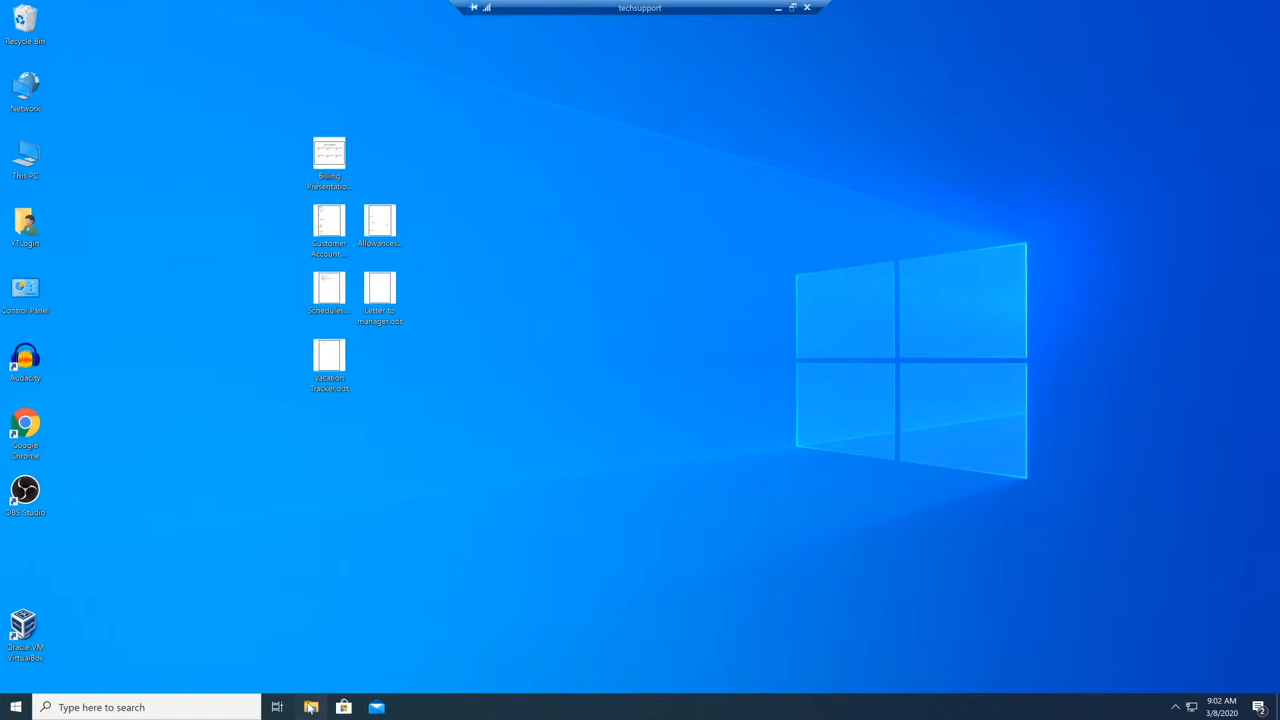 techsupport
Recycle Bin
Network
This PC
YTLogin
Control Panel
Audacity
Google
Chrome
OBS Studio
Oracle VM
VirtualBox
Billing
Presentatio...
Customer
Account...
Allowances...
Schedules...
Letter to
manager.odt
Vacation
Tracker.odt
Type here to search
9:02 AM
3/8/2020
2